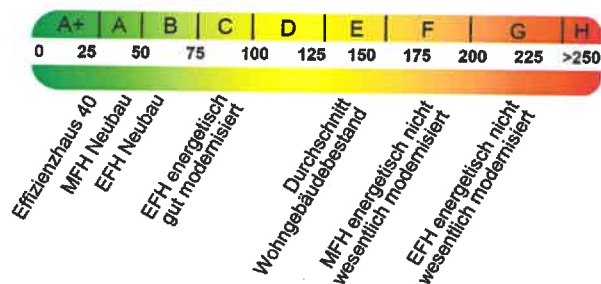 A+ A B C D E F G H
0 25 50 75 100 125 150 175 200 225 >250
Effizienzhaus 40
MFH Neubau
EFH Neubau
EFH energetisch
gut modernisiert
Durchschnitt
Wohngebäudebestand
MFH energetisch nicht
wesentlich modernisiert
EFH energetisch nicht
wesentlich modernisiert